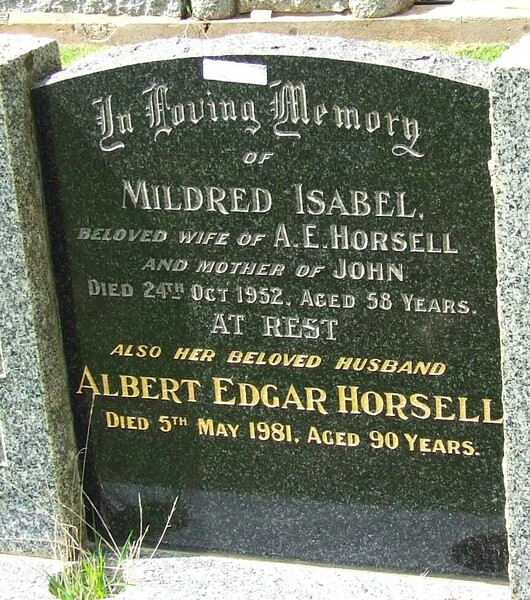 In Loving Memory
OF
MILDRED ISABEL.
BELOVED WIFE OF A.E. HORSELL
AND MOTHER OF JOHN
DIED 24TH OCT 1952. AGED 58 YEARS.
AT REST
ALSO HER BELOVED HUSBAND
ALBERT EDGAR HORSELL
DIED 5TH MAY 1981, AGED 90 YEARS.